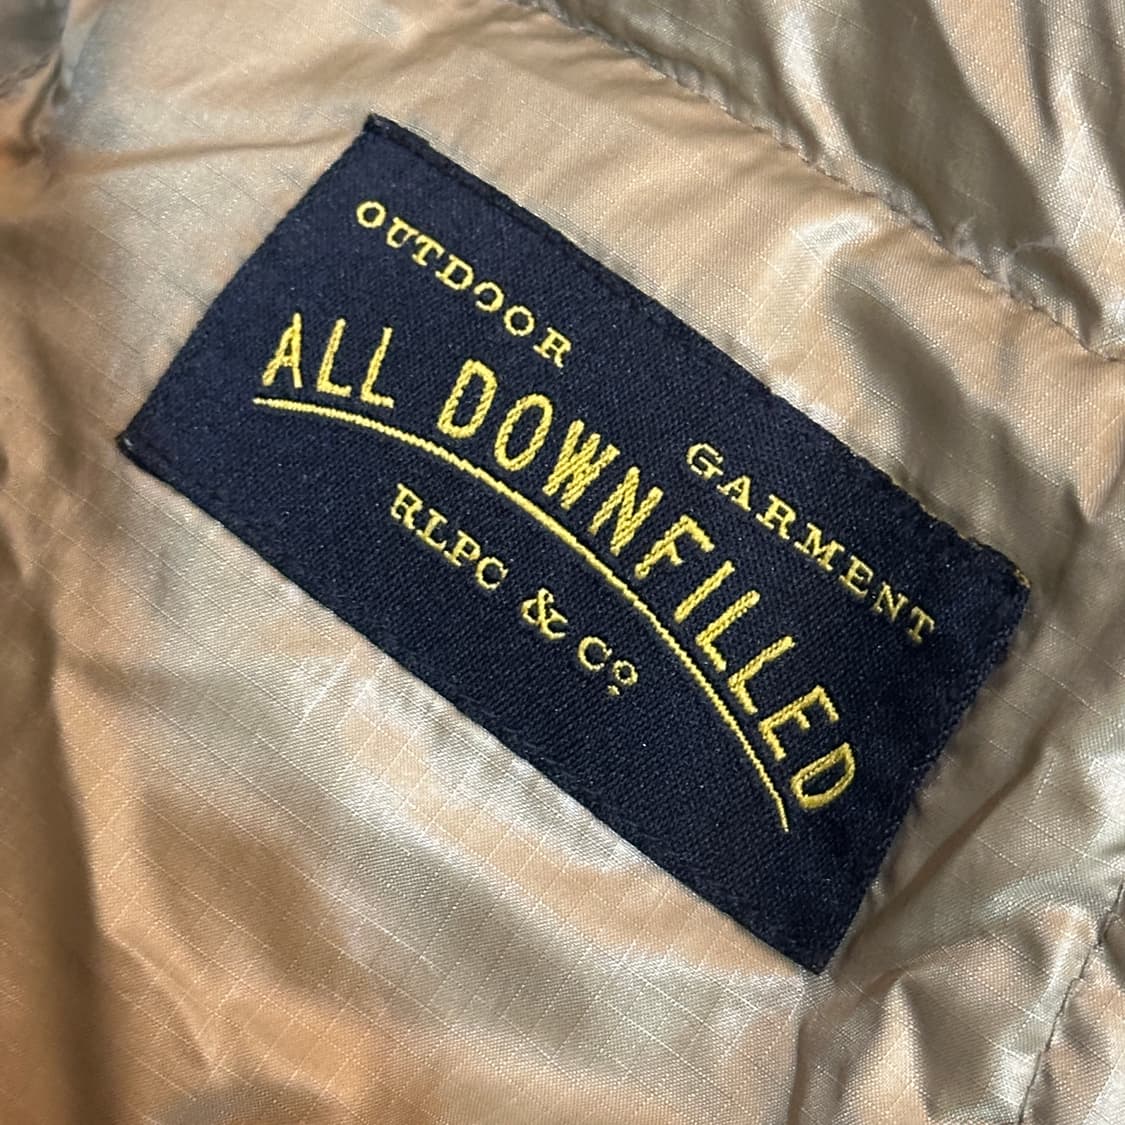 OUTDOOR
GARMENT
ALL DOWNFILLED
RLPC & Co